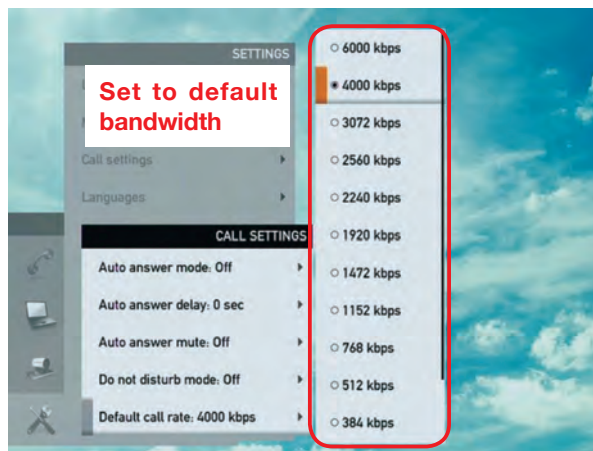 SETTINGS
Set to default
bandwidth
Call settings
Languages
CALL SETTINGS
Auto answer mode: Off
Auto answer delay: 0 sec
Auto answer mute: Off
Do not disturb mode: Off
Default call rate: 4000 kbps
6000 kbps
4000 kbps
3072 kbps
2560 kbps
2240 kbps
1920 kbps
1472 kbps
1152 kbps
768 kbps
512 kbps
384 kbps